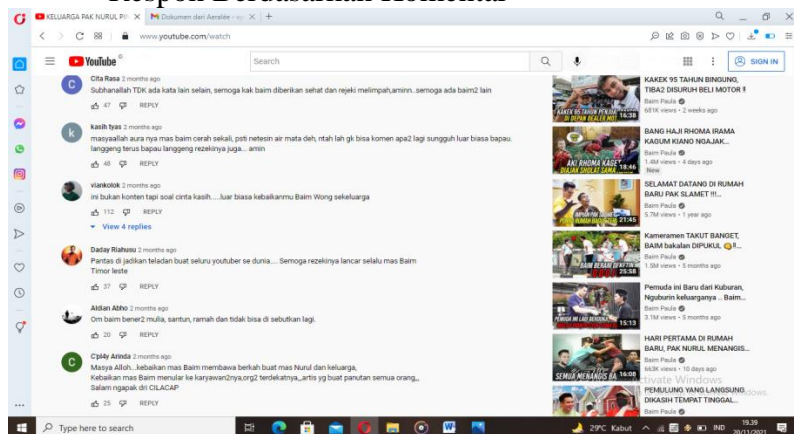 Respon Berdasarkan Komentar
KELUARGA PAK NURUL PIN
Dokumen dari Aaralée
www.youtube.com/watch
YouTube
Search
SIGN IN
Cita Rasa 2 months ago
Subhanallah TDK ada kata lain selain, semoga kak baim diberikan sehat dan rejeki melimpah,aminn..semoga ada baim2 lain
47 REPLY
kasih tyas 2 months ago
masyaallah aura nya mas baim cerah sekali, psti netesin air mata deh, ntah lah gk bisa komen apa2 lagi sungguh luar biasa bapau.
langgeng terus bapau langgeng rezekinya juga... amin
48 REPLY
viankolok 2 months ago
ini bukan konten tapi soal cinta kasih.....luar biasa kebaikanmu Baim Wong sekeluarga
112 REPLY
View 4 replies
Daday Riahusu 2 months ago
Pantas di jadikan teladan buat seluru youtuber se dunia.... Semoga rezekinya lancar selalu mas Baim
Timor leste
37 REPLY
Aldian Abho 2 months ago
Om baim bener2 mulia, santun, ramah dan tidak bisa di sebutkan lagi.
20 REPLY
C'pl4y Arinda 2 months ago
Masya Alloh..kebaikan mas Baim membawa berkah buat mas Nurul dan keluarga,
Kebaikan mas Baim menular ke karyawan2nya,org2 terdekatnya,,artis yg buat panutan semua orang,,
Salam ngapak dri CILACAP
25 REPLY
KAKEK 95 TAHUN BINGUNG,
TIBA2 DISURUH BELI MOTOR !!
Baim Paula
681K views • 2 weeks ago
16:38
BANG HAJI RHOMA IRAMA
KAGUM KIANO NGAJAK...
Baim Paula
1.4M views • 4 days ago
New
AKI RHOMA KAGET
DIAJAK SHOLAT SAMA
18:46
SELAMAT DATANG DI RUMAH
BARU PAK SLAMET !!!...
Baim Paula
5.7M views • 1 year ago
21:45
Kameramen TAKUT BANGET,
BAIM bakalan DIPUKUL
Baim Paula
1.5M views • 5 months ago
25:58
Pemuda ini Baru dari Kuburan,
Nguburin keluarganya .. Baim...
Baim Paula
3.1M views • 5 months ago
15:13
HARI PERTAMA DI RUMAH
BARU, PAK NURUL MENANGIS...
Baim Paula
663K views • 10 days ago
SEMUA MENANGIS
16:08
PEMULUNG YANG LANGSUNG
DIKASIH TEMPAT TINGGAL...
Baim Paula
Type here to search
29°C Kabut
IND
19.39
20/11/2021